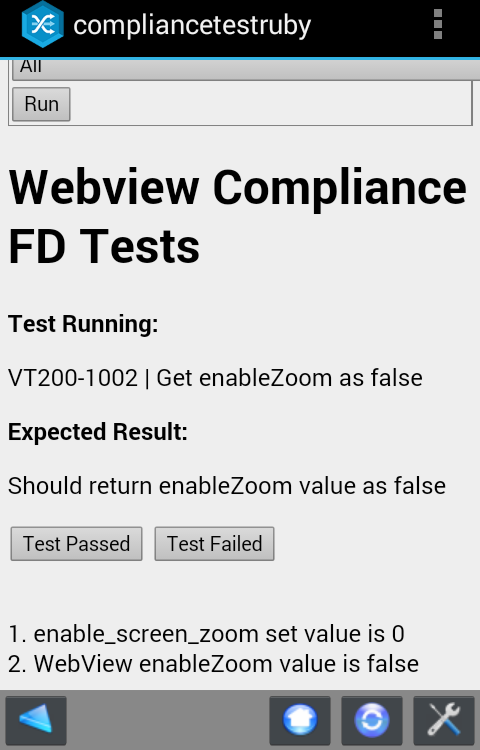 compliancetestruby
All
Run
Webview Compliance
FD Tests
Test Running:
VT200-1002 | Get enableZoom as false
Expected Result:
Should return enableZoom value as false
Test Passed Test Failed
1. enable_screen_zoom set value is 0
2. WebView enableZoom value is false